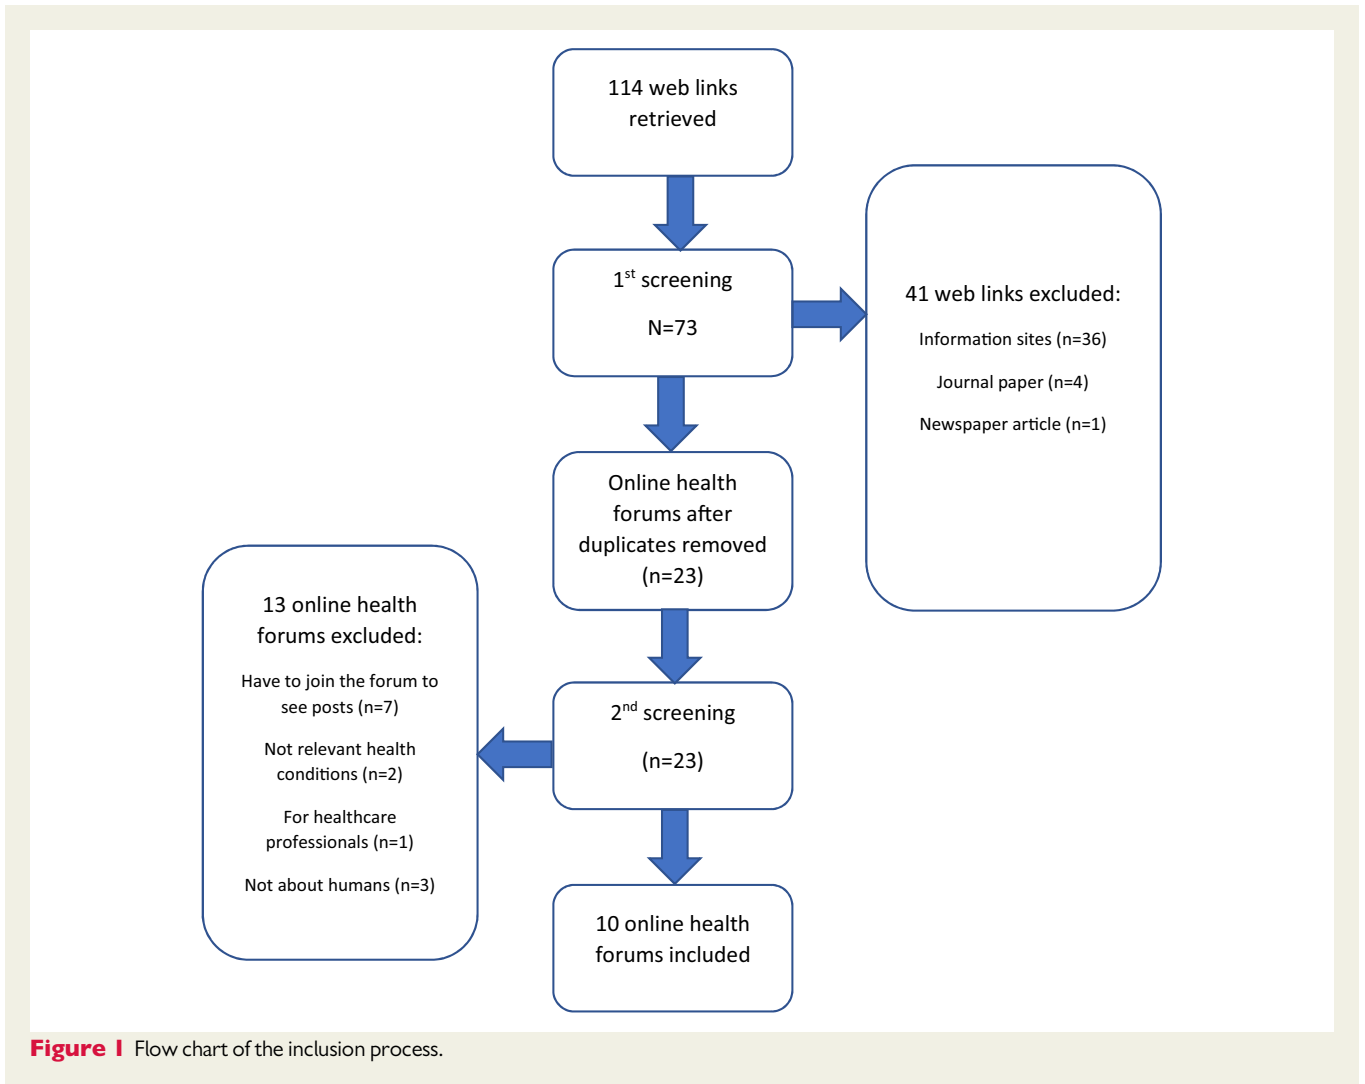 114 web links
retrieved
1st screening
N=73
41 web links excluded:
Information sites (n=36)
Journal paper (n=4)
Newspaper article (n=1)
Online health
forums after
duplicates removed
(n=23)
2nd screening
(n=23)
13 online health
forums excluded:
Have to join the forum to
see posts (n=7)
Not relevant health
conditions (n=2)
For healthcare
professionals (n=1)
Not about humans (n=3)
10 online health
forums included
Figure 1 Flow chart of the inclusion process.